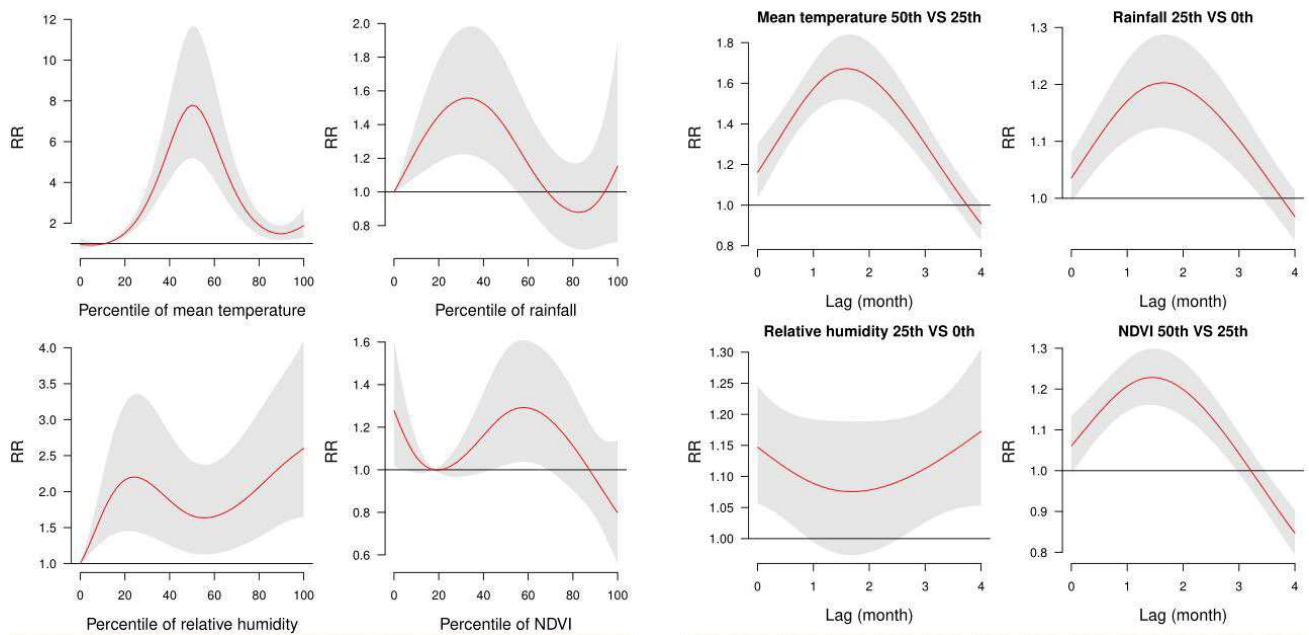 12
10
8
6
4
2
RR
0 20 40 60 80 100
Percentile of mean temperature
2.0
1.8
1.6
1.4
1.2
1.0
0.8
RR
0 20 40 60 80 100
Percentile of rainfall
Mean temperature 50th VS 25th
1.8
1.6
1.4
1.2
1.0
0.8
RR
0 1 2 3 4
Lag (month)
Rainfall 25th VS 0th
1.3
1.2
1.1
1.0
RR
0 1 2 3 4
Lag (month)
4.0
3.5
3.0
2.5
2.0
1.5
1.0
RR
0 20 40 60 80 100
Percentile of relative humidity
1.6
1.4
1.2
1.0
0.8
0.6
RR
0 20 40 60 80 100
Percentile of NDVI
Relative humidity 25th VS 0th
1.30
1.25
1.20
1.15
1.10
1.05
1.00
RR
0 1 2 3 4
Lag (month)
NDVI 50th VS 25th
1.3
1.2
1.1
1.0
0.9
0.8
RR
0 1 2 3 4
Lag (month)